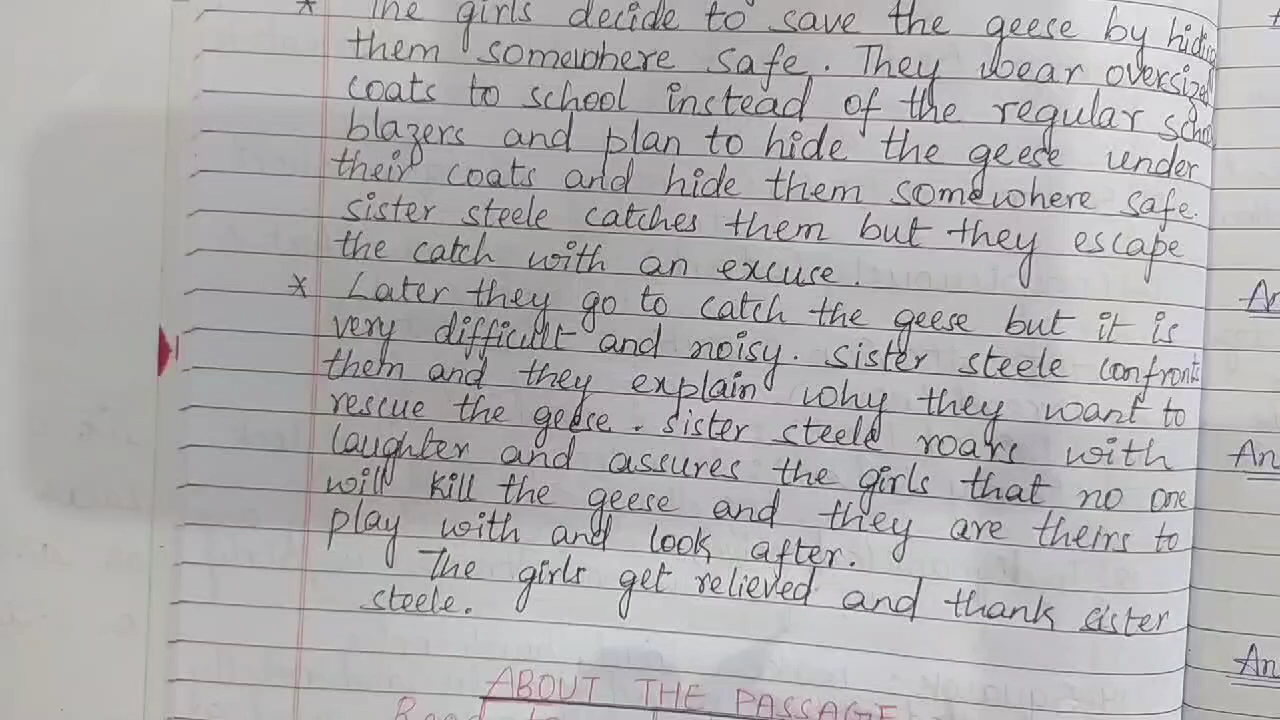 * The girls decide to save the geese by hiding
them somewhere safe. They wear oversized
coats to school instead of the regular
blazers and plan to hide the geese under
their coats and hide them somewhere safe.
sister steele catches them but they escape
the catch with an excuse.
* Later they go to catch the geese but it is
very difficult and noisy. sister steele confronts
them and they explain why they want to
rescue the geese. sister steele roars with
laughter and assures the girls that no one
will kill the geese and they are theirs to
play with and look after.
The girls get relieved and thank sister
steele.
ABOUT THE PASSAGE
An
An